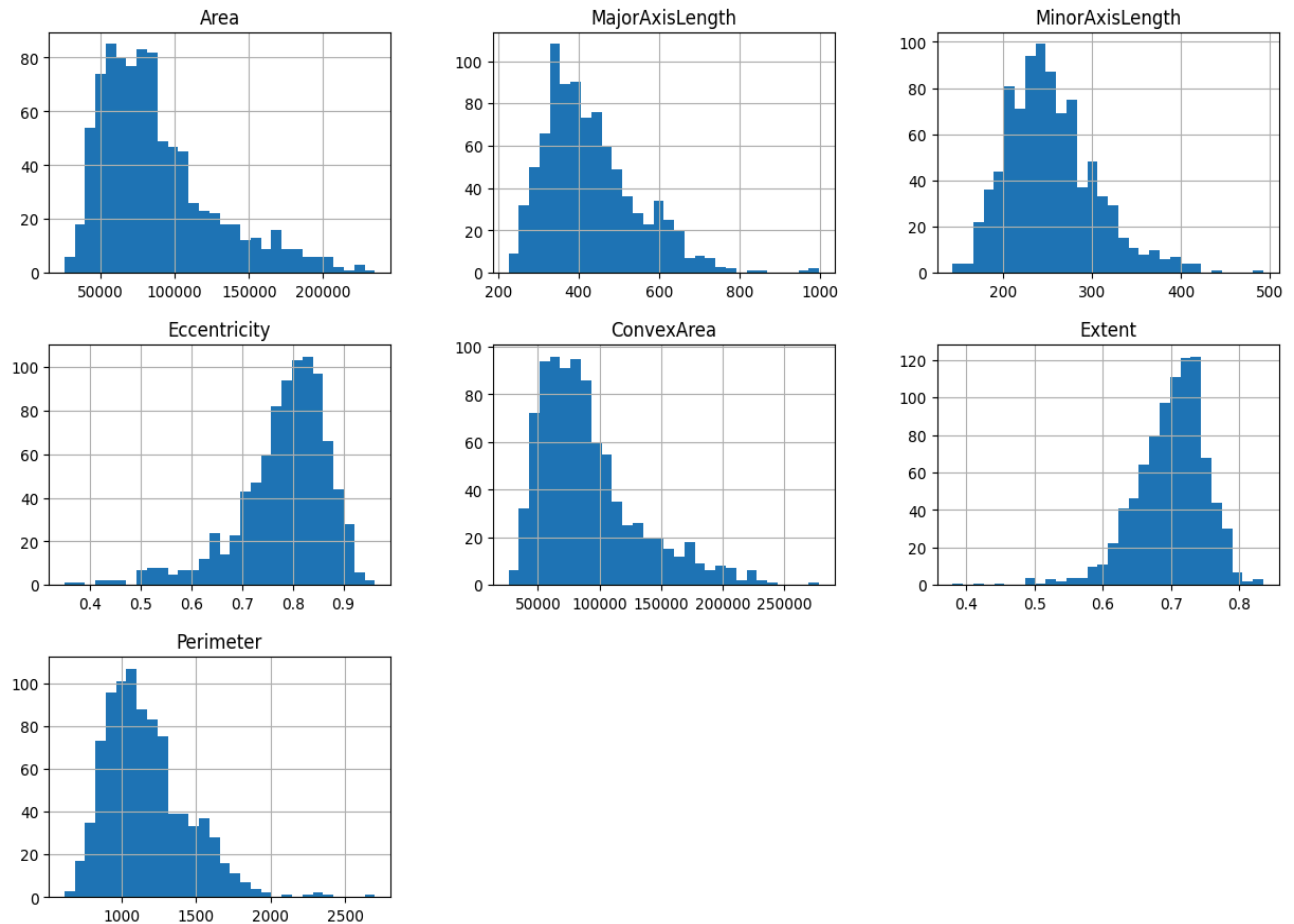 Area MajorAxisLength MinorAxisLength
80 100 100
60 80 80
40 60 60
20 40 40
0 20 20
0 0
50000 100000 150000 200000 200 400 600 800 1000 200 300 400 500
Eccentricity ConvexArea Extent
100 100 120
80 80 100
60 60 80
40 40 60
20 20 40
0 0 20
0
0.4 0.5 0.6 0.7 0.8 0.9 50000 100000 150000 200000 250000 0.4 0.5 0.6 0.7 0.8
Perimeter
100
80
60
40
20
0
1000 1500 2000 2500